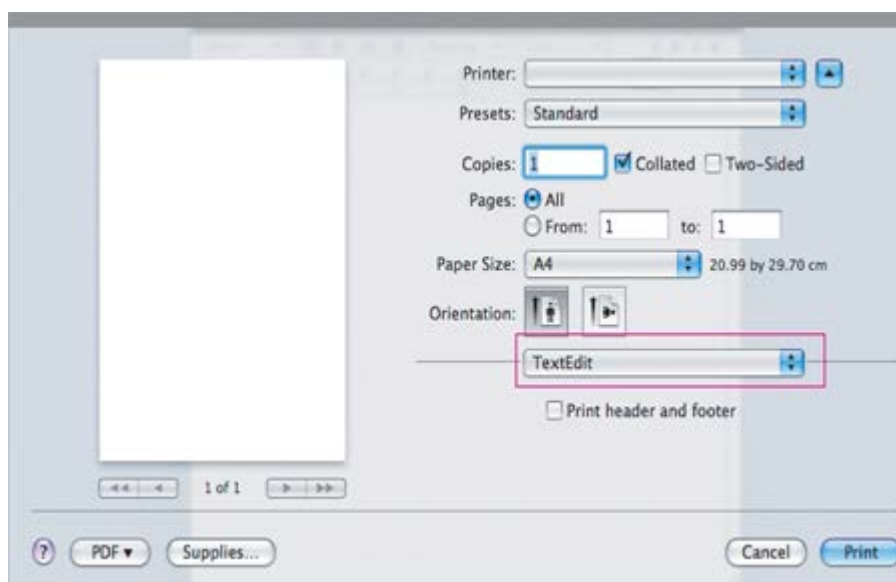 Printer:
Presets: Standard
Copies: 1 Collated Two-Sided
Pages: All
From: 1 to: 1
Paper Size: A4 20.99 by 29.70 cm
Orientation:
TextEdit
Print header and footer
1 of 1
? PDF Supplies... Cancel Print